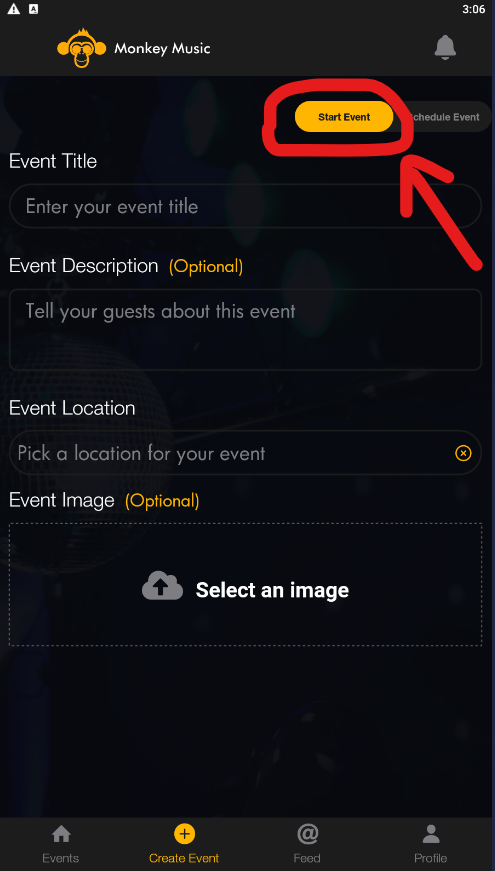 3:06
Monkey Music
Start Event
chedule Event
Event Title
Enter your event title
Event Description (Optional)
Tell your guests about this event
Event Location
Pick a location for your event
Event Image (Optional)
Select an image
Events
Create Event
Feed
Profile